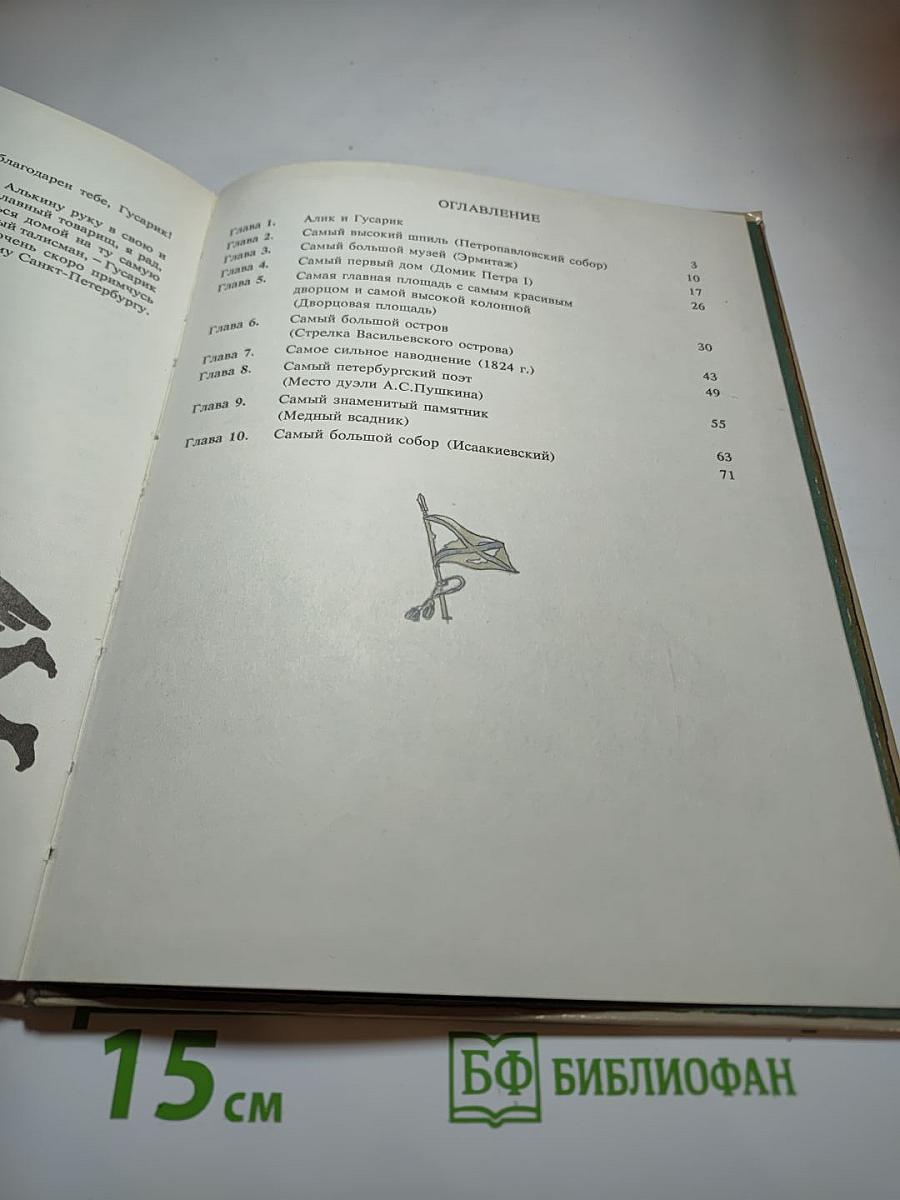 благодарен тебе, Гусарик!
Алькину руку в свою и
главный товарищ, я рад,
ься домой на ту самую
ый талисман, – Гусарик
очень скоро примчусь
му Санкт-Петербургу.
ОГЛАВЛЕНИЕ
Глава 1. Алик и Гусарик 3
Глава 2. Самый высокий шпиль (Петропавловский собор) 10
Глава 3. Самый большой музей (Эрмитаж) 17
Глава 4. Самый первый дом (Домик Петра I) 26
Глава 5. Самая главная площадь с самым красивым
дворцом и самой высокой колонной
(Дворцовая площадь) 30
Глава 6. Самый большой остров
(Стрелка Васильевского острова) 43
Глава 7. Самое сильное наводнение (1824 г.) 49
Глава 8. Самый петербургский поэт
(Место дуэли А.С.Пушкина) 55
Глава 9. Самый знаменитый памятник
(Медный всадник) 63
Глава 10. Самый большой собор (Исаакиевский) 71
15 см
БФ БИБЛИОФАН